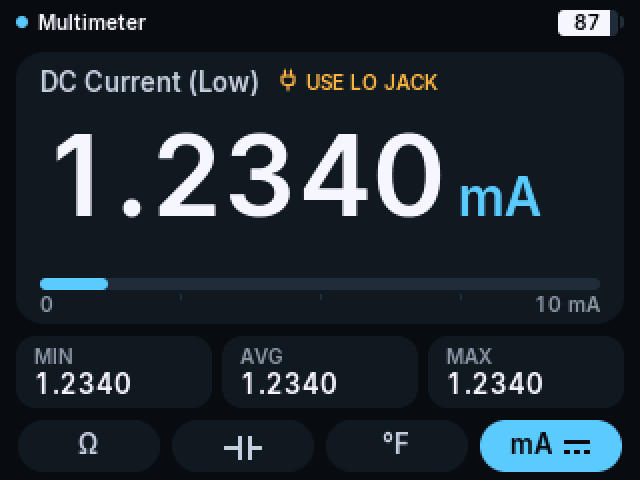 Multimeter
87
DC Current (Low) USE LO JACK
1.2340 mA
0 10 mA
MIN AVG MAX
1.2340 1.2340 1.2340
Ω °F mA